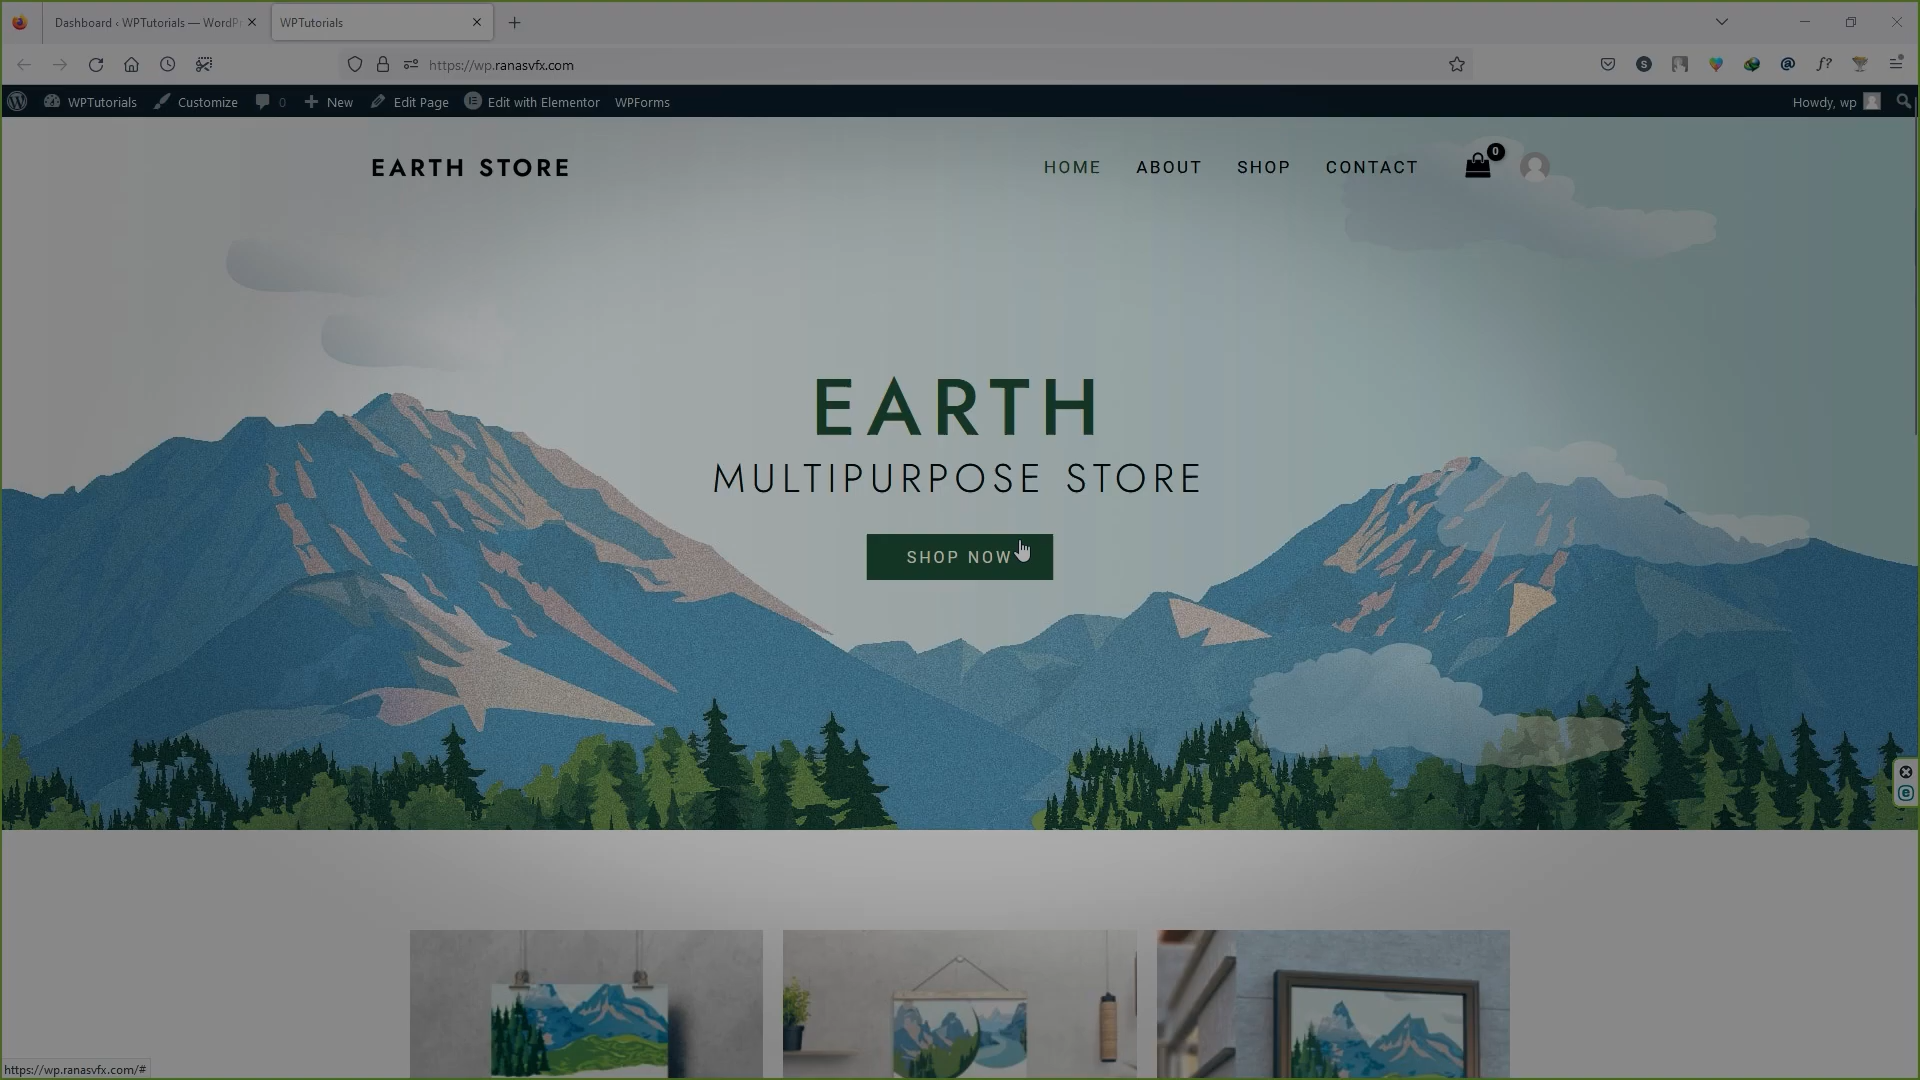 Dashboard ‹ WPTutorials — WordPr
WPTutorials
https://wp.ranasvfx.com
WPTutorials
Customize
0
New
Edit Page
Edit with Elementor
WPForms
Howdy, wp
EARTH STORE
HOME
ABOUT
SHOP
CONTACT
0
EARTH
MULTIPURPOSE STORE
SHOP NOW
https://wp.ranasvfx.com/#